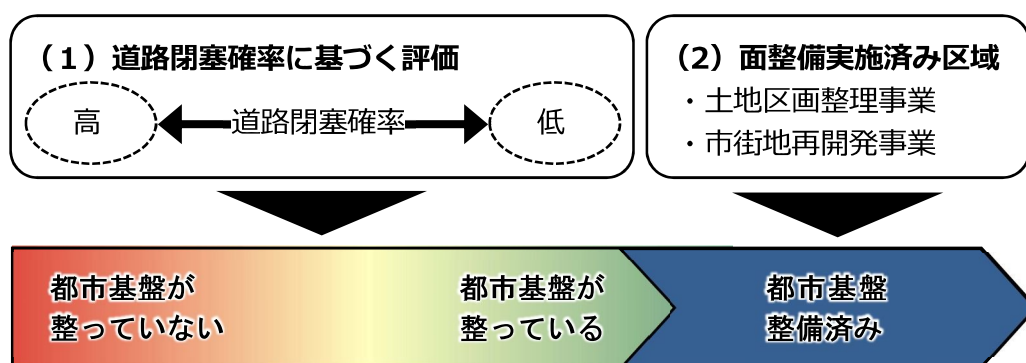 （1）道路閉塞確率に基づく評価
高
道路閉塞確率
低
（2）面整備実施済み区域
・土地区画整理事業
・市街地再開発事業
都市基盤が
整っていない
都市基盤が
整っている
都市基盤
整備済み